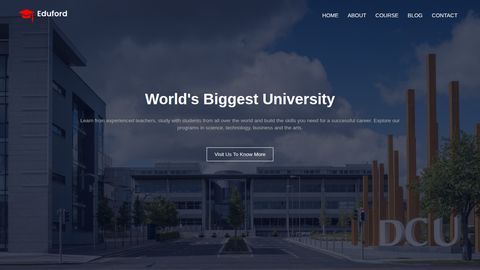 Eduford
HOME ABOUT COURSE BLOG CONTACT
World's Biggest University
Learn from experienced teachers, study with students from all over the world and build the skills you need for a successful career. Explore our
programs in science, technology, business and the arts.
Visit Us To Know More
DCU